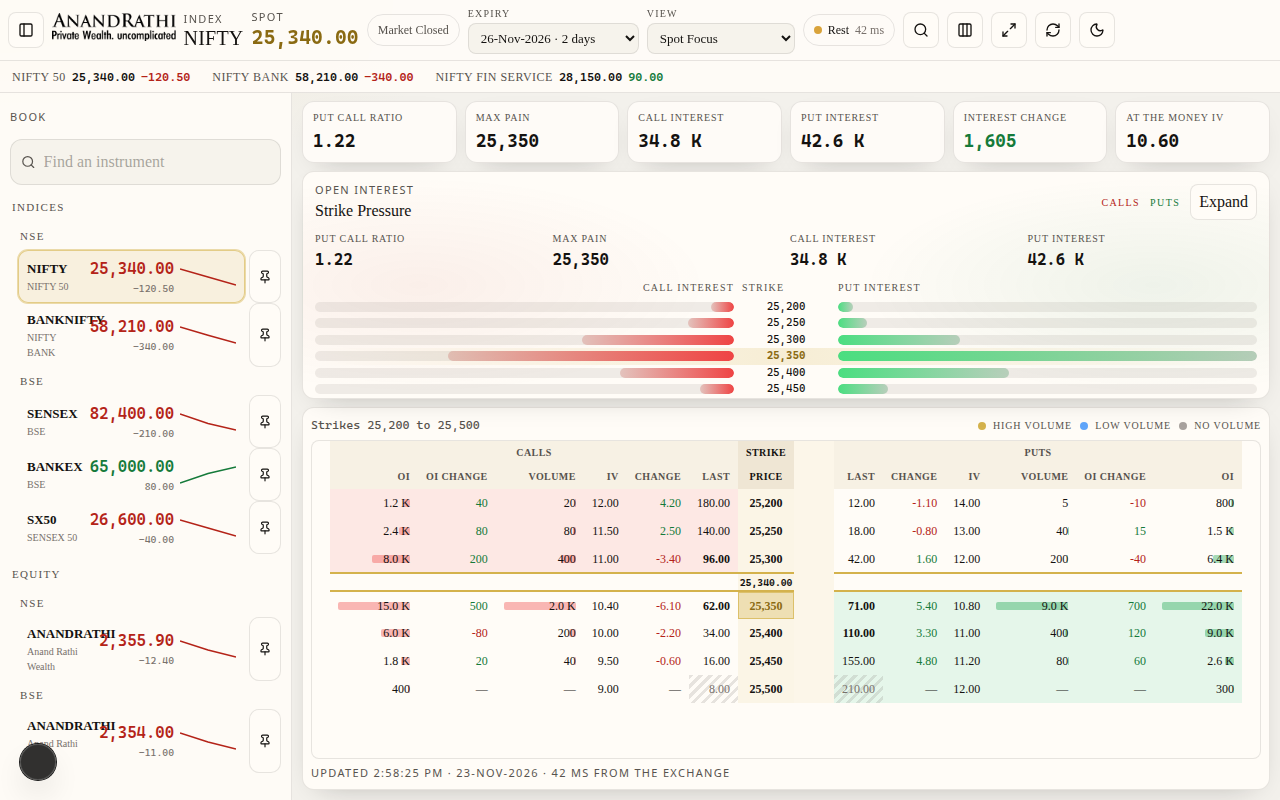 AnandRathi
Private Wealth. uncomplicated
INDEX
NIFTY
SPOT
25,340.00
Market Closed
EXPIRY
26-Nov-2026 · 2 days
VIEW
Spot Focus
Rest 42 ms
NIFTY 50 25,340.00 −120.50 NIFTY BANK 58,210.00 −340.00 NIFTY FIN SERVICE 28,150.00 90.00
BOOK
Find an instrument
INDICES
NSE
NIFTY 25,340.00
NIFTY 50 −120.50
BANKNIFTY 58,210.00
NIFTY BANK −340.00
BSE
SENSEX 82,400.00
BSE −210.00
BANKEX 65,000.00
BSE 80.00
SX50 26,600.00
SENSEX 50 −40.00
EQUITY
NSE
ANANDRATHI 2,355.90
Anand Rathi Wealth −12.40
BSE
ANANDRATHI 2,354.00
Anand Rathi −11.00
PUT CALL RATIO
1.22
MAX PAIN
25,350
CALL INTEREST
34.8 K
PUT INTEREST
42.6 K
INTEREST CHANGE
1,605
AT THE MONEY IV
10.60
OPEN INTEREST
Strike Pressure
CALLS PUTS Expand
PUT CALL RATIO MAX PAIN CALL INTEREST PUT INTEREST
1.22 25,350 34.8 K 42.6 K
CALL INTEREST STRIKE PUT INTEREST
25,200
25,250
25,300
25,350
25,400
25,450
Strikes 25,200 to 25,500 HIGH VOLUME LOW VOLUME NO VOLUME
CALLS STRIKE PUTS
OI OI CHANGE VOLUME IV CHANGE LAST PRICE LAST CHANGE IV VOLUME OI CHANGE OI
1.2 K 40 20 12.00 4.20 180.00 25,200 12.00 -1.10 14.00 5 -10 800
2.4 K 80 80 11.50 2.50 140.00 25,250 18.00 -0.80 13.00 40 15 1.5 K
8.0 K 200 400 11.00 -3.40 96.00 25,300 42.00 1.60 12.00 200 -40 6.4 K
25,340.00
15.0 K 500 2.0 K 10.40 -6.10 62.00 25,350 71.00 5.40 10.80 9.0 K 700 22.0 K
6.0 K -80 200 10.00 -2.20 34.00 25,400 110.00 3.30 11.00 400 120 9.0 K
1.8 K 20 40 9.50 -0.60 16.00 25,450 155.00 4.80 11.20 80 60 2.6 K
400 — — 9.00 — 8.00 25,500 210.00 — 12.00 — — 300
UPDATED 2:58:25 PM · 23-NOV-2026 · 42 MS FROM THE EXCHANGE